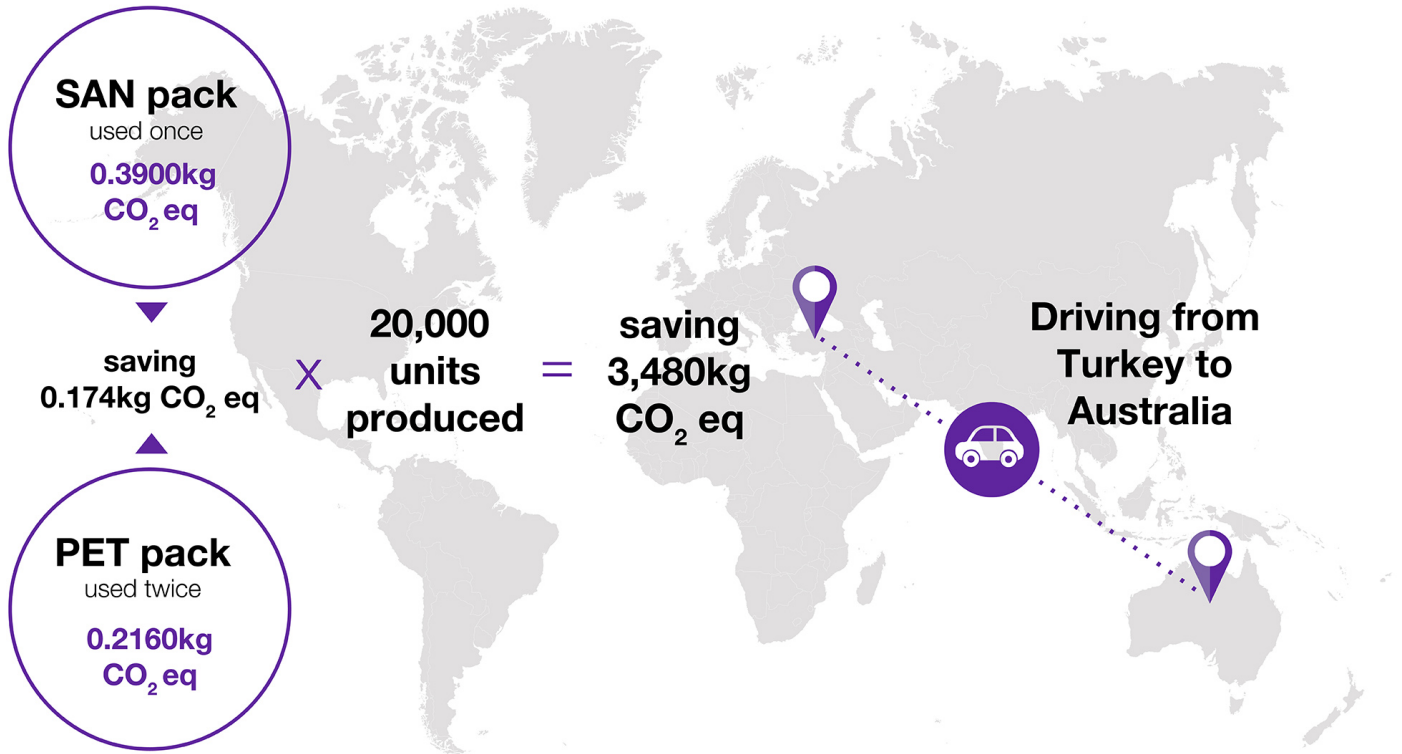 SAN pack
used once
0.3900kg
CO₂ eq
saving
0.174kg CO₂ eq
PET pack
used twice
0.2160kg
CO₂ eq
X
20,000
units
produced
=
saving
3,480kg
CO₂ eq
Driving from
Turkey to
Australia